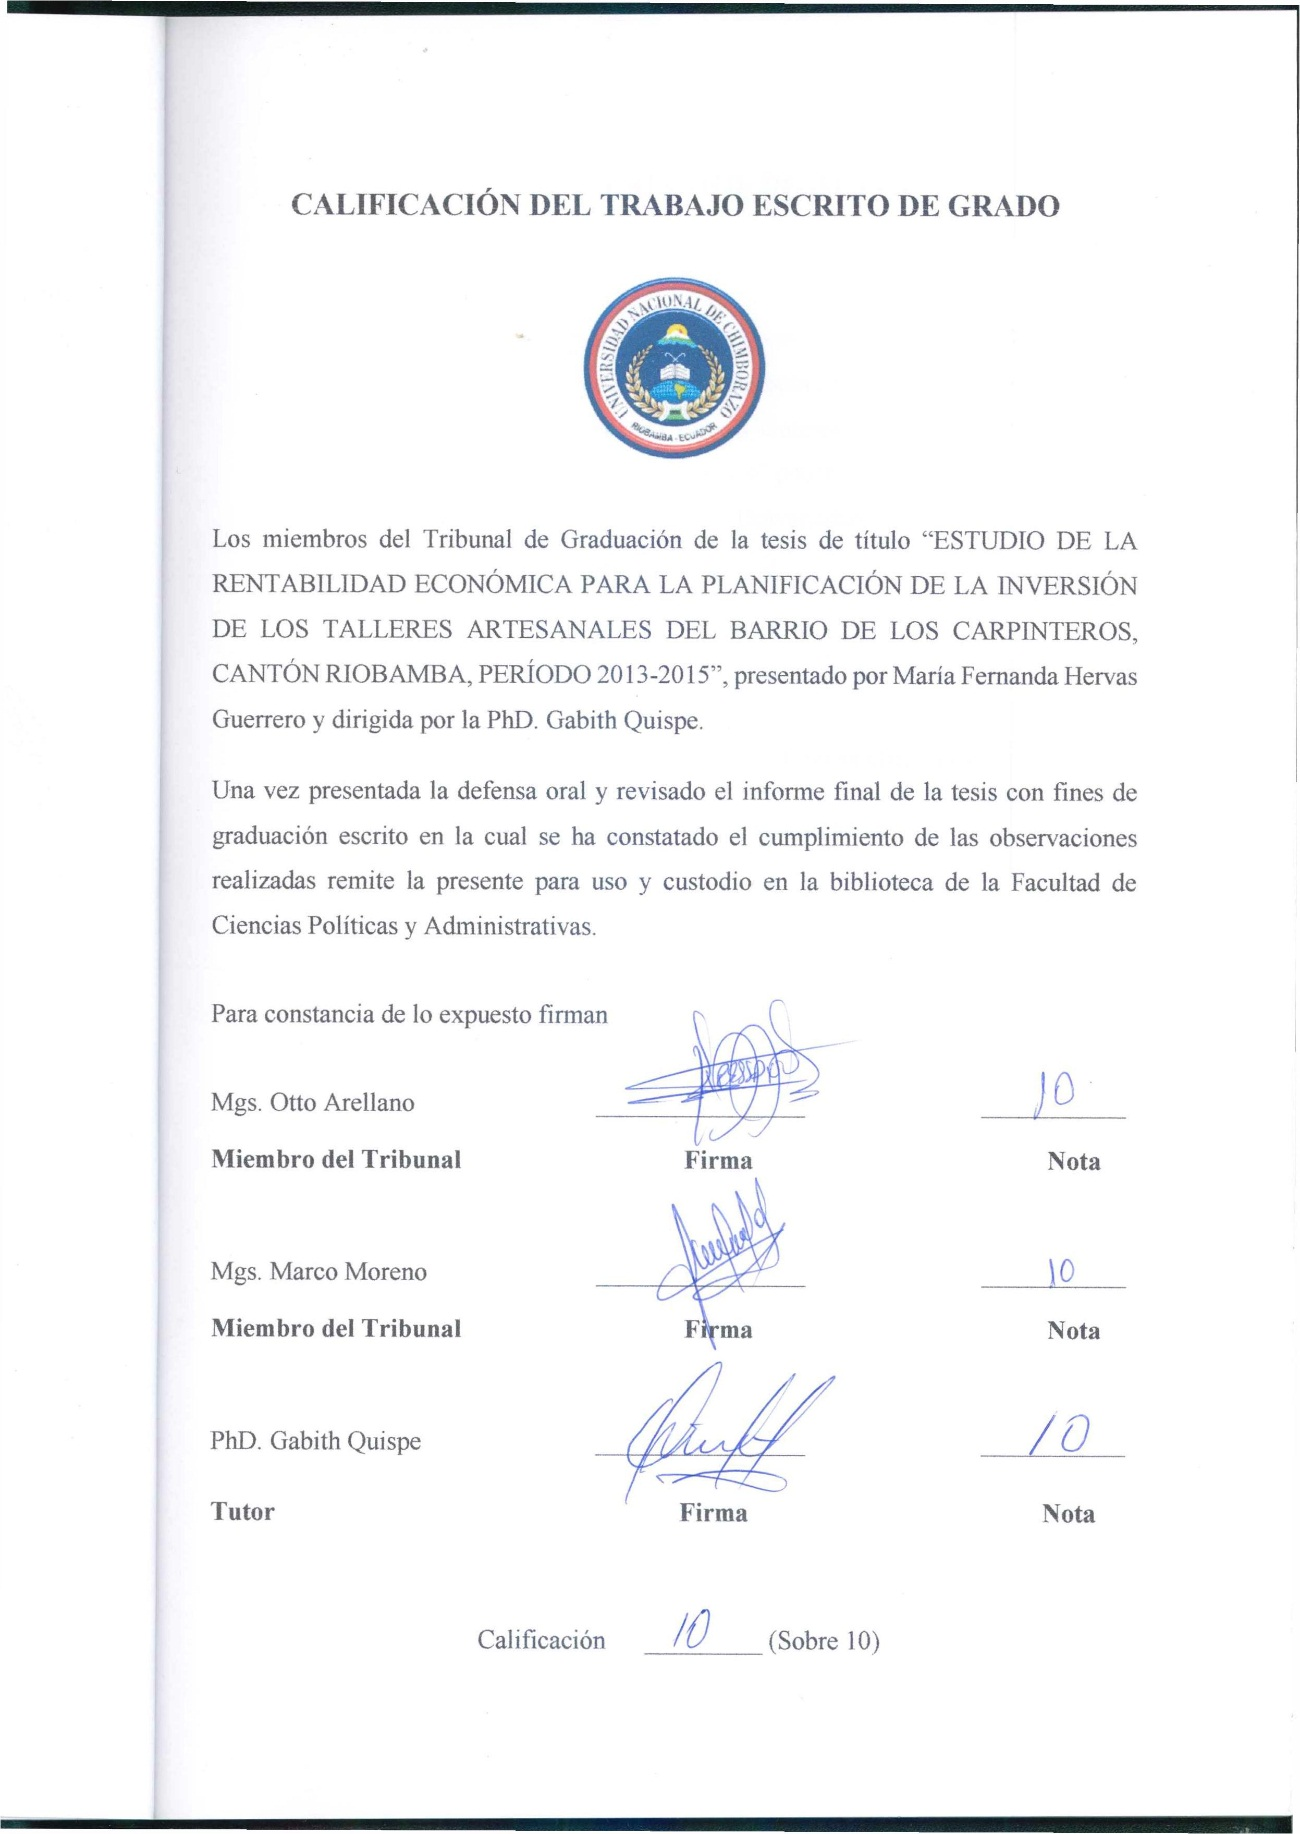 CALIFICACIÓN DEL TRABAJO ESCRITO DE GRADO
UNIVERSIDAD NACIONAL DE CHIMBORAZO
RIOBAMBA - ECUADOR
Los miembros del Tribunal de Graduación de la tesis de título “ESTUDIO DE LA
RENTABILIDAD ECONÓMICA PARA LA PLANIFICACIÓN DE LA INVERSIÓN
DE LOS TALLERES ARTESANALES DEL BARRIO DE LOS CARPINTEROS,
CANTÓN RIOBAMBA, PERÍODO 2013-2015”, presentado por María Fernanda Hervas
Guerrero y dirigida por la PhD. Gabith Quispe.
Una vez presentada la defensa oral y revisado el informe final de la tesis con fines de
graduación escrito en la cual se ha constatado el cumplimiento de las observaciones
realizadas remite la presente para uso y custodio en la biblioteca de la Facultad de
Ciencias Políticas y Administrativas.
Para constancia de lo expuesto firman
Mgs. Otto Arellano 10
Miembro del Tribunal Firma Nota
Mgs. Marco Moreno 10
Miembro del Tribunal Firma Nota
PhD. Gabith Quispe 10
Tutor Firma Nota
Calificación 10 (Sobre 10)